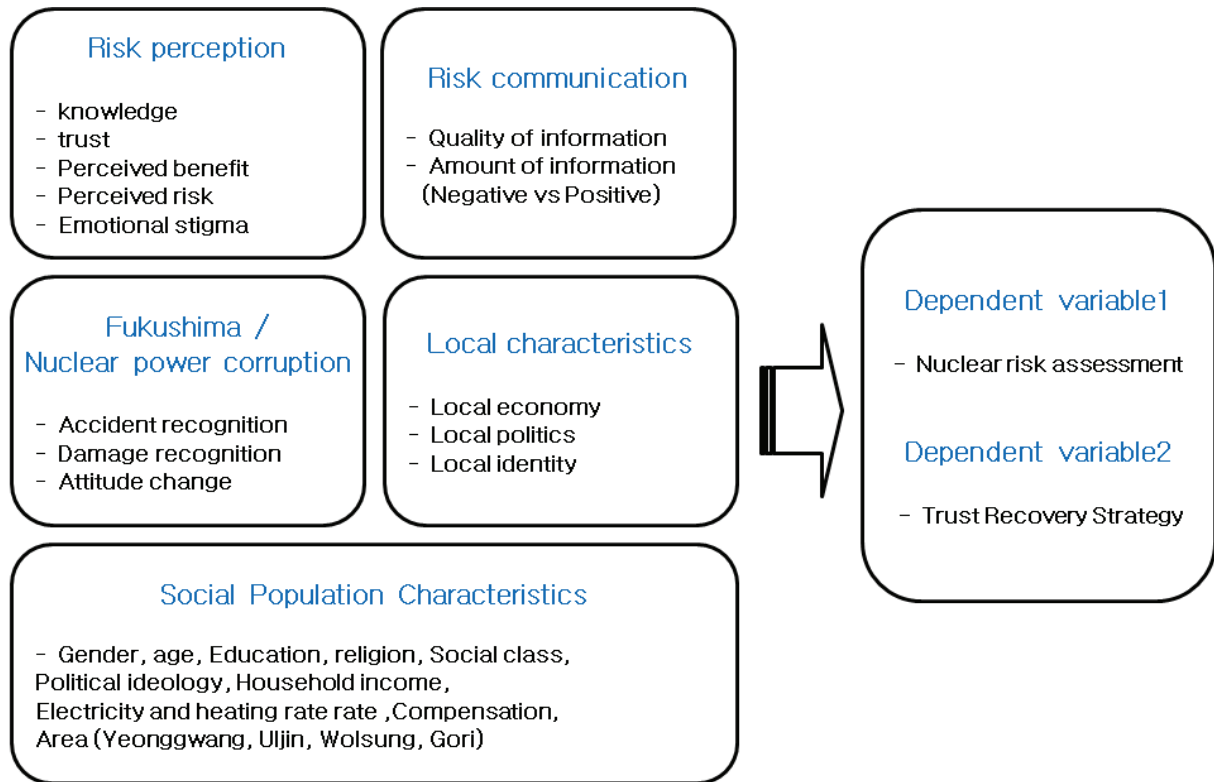 Risk perception
- knowledge
- trust
- Perceived benefit
- Perceived risk
- Emotional stigma
Risk communication
- Quality of information
- Amount of information
(Negative vs Positive)
Fukushima /
Nuclear power corruption
- Accident recognition
- Damage recognition
- Attitude change
Local characteristics
- Local economy
- Local politics
- Local identity
Social Population Characteristics
- Gender, age, Education, religion, Social class,
Political ideology, Household income,
Electricity and heating rate rate ,Compensation,
Area (Yeonggwang, Uljin, Wolsung, Gori)
Dependent variable1
- Nuclear risk assessment
Dependent variable2
- Trust Recovery Strategy